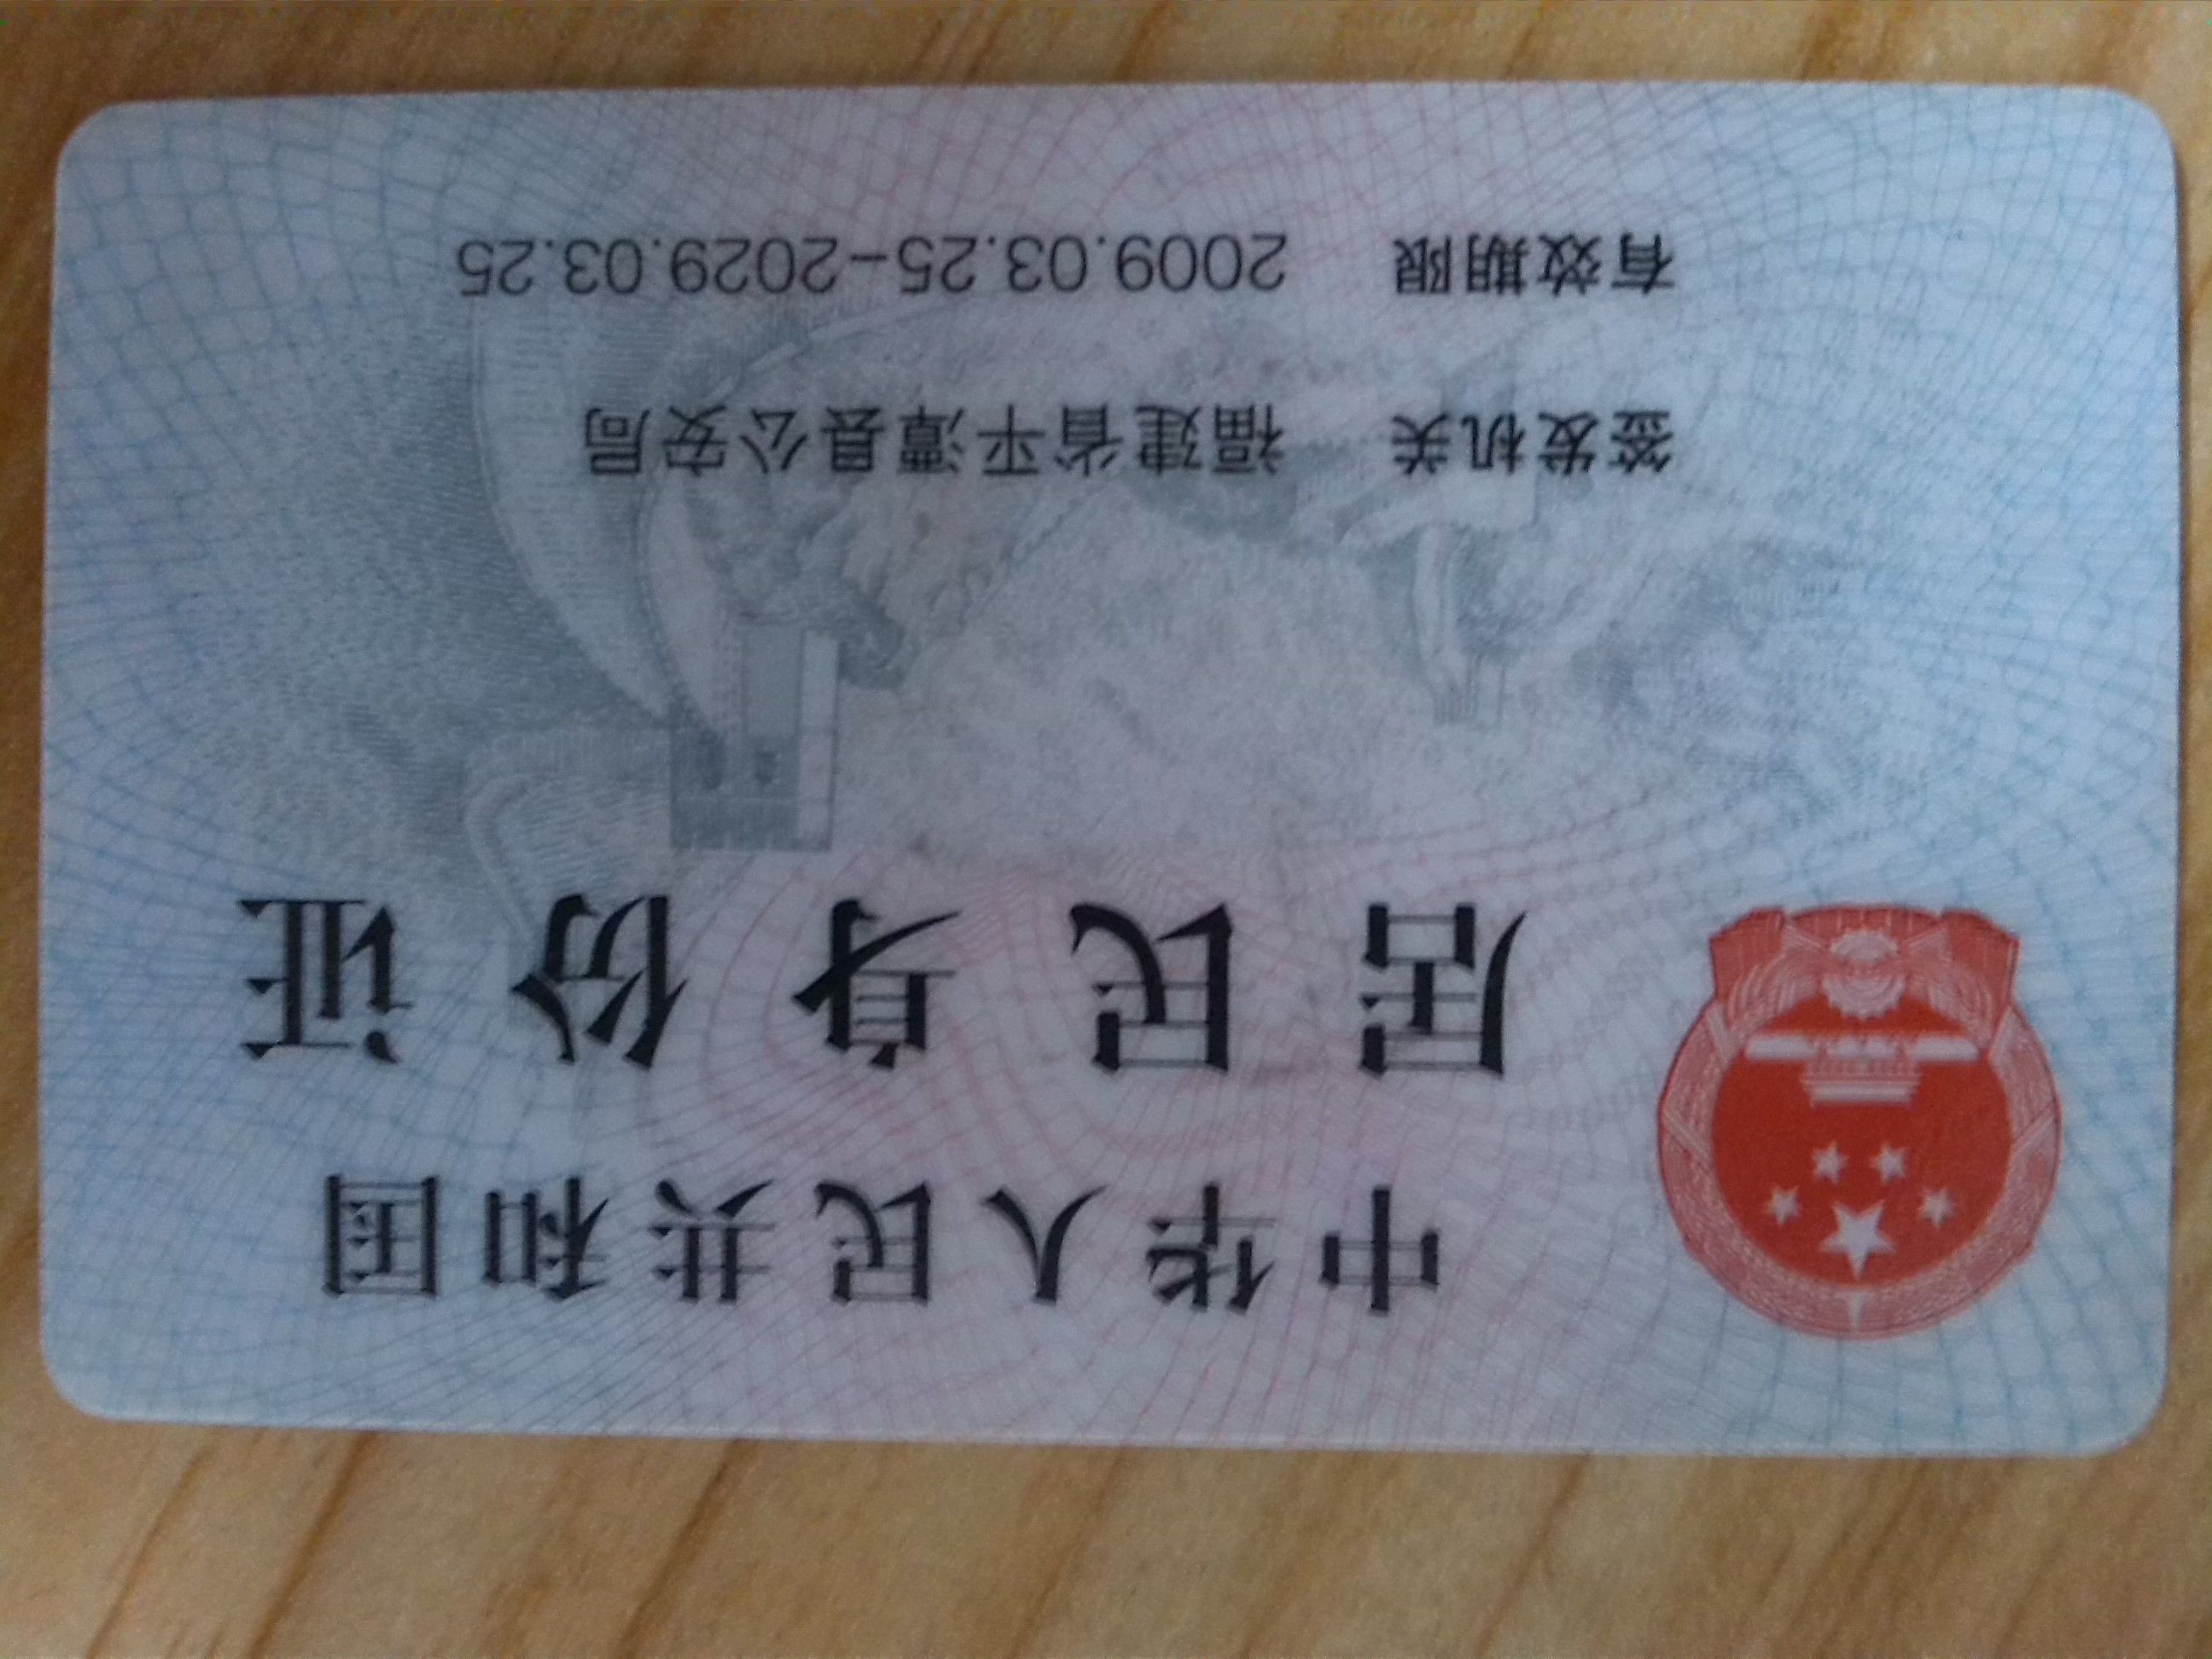 中华人民共和国
居民身份证
签发机关 福建省平潭县公安局
有效期限 2009.03.25-2029.03.25